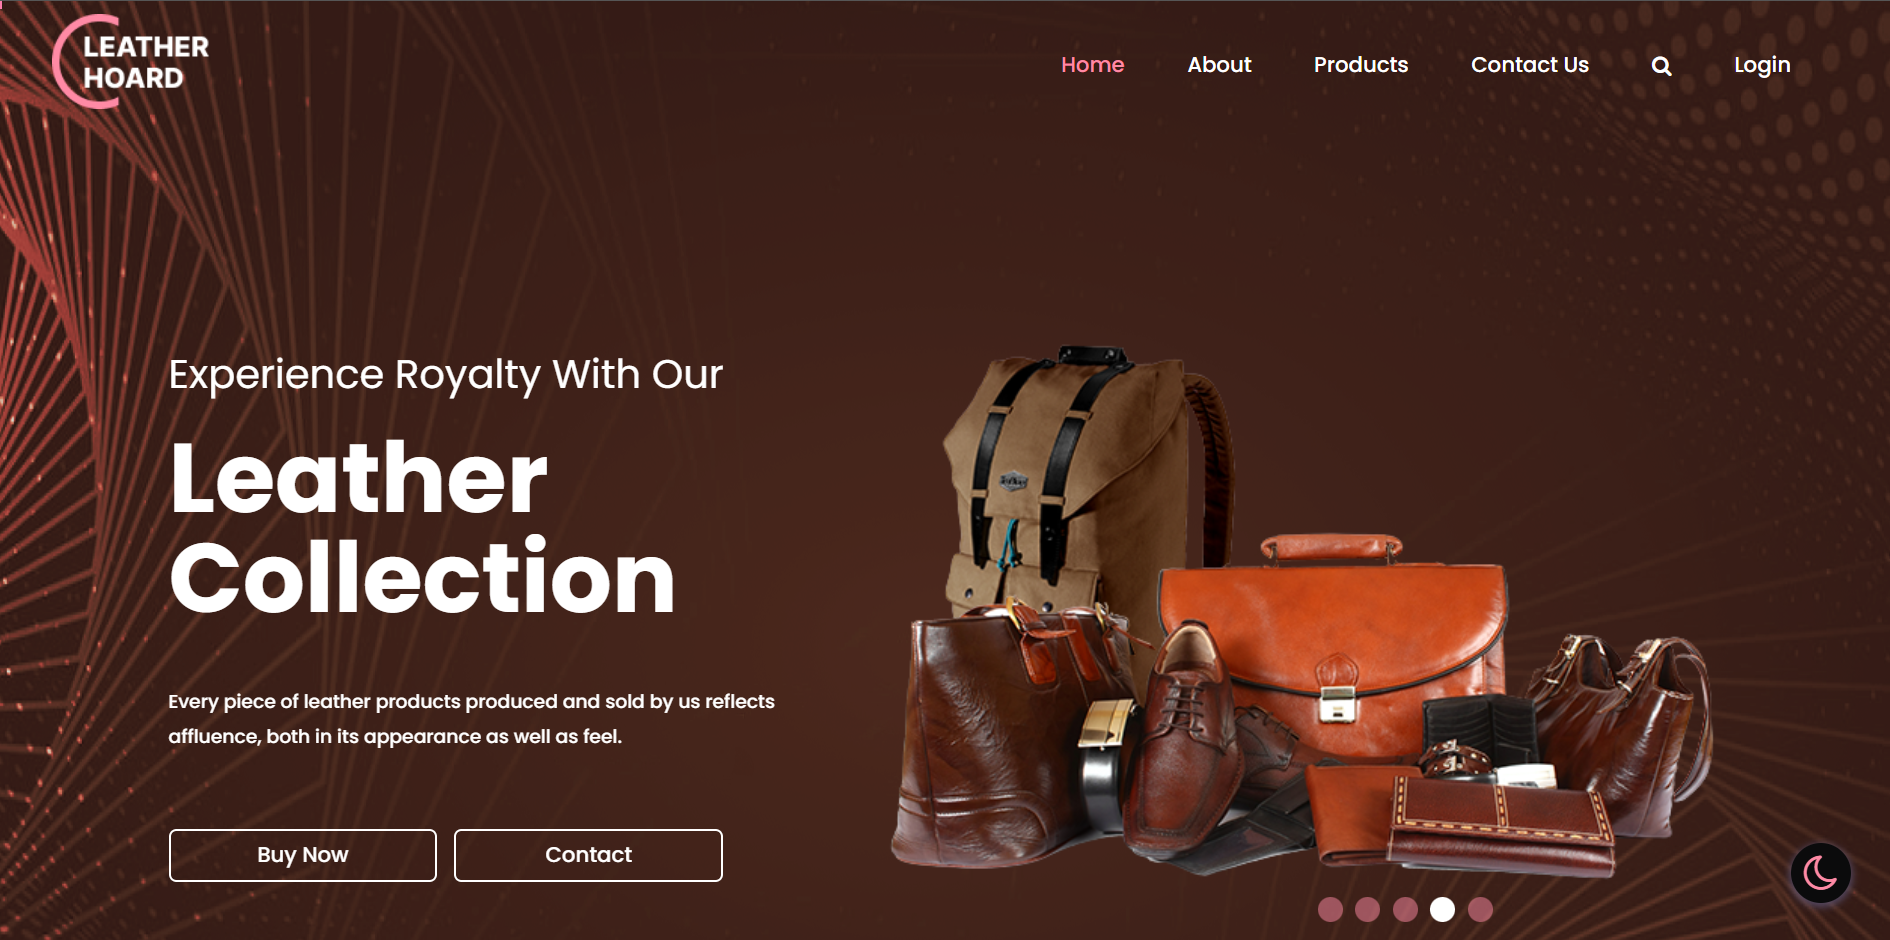 LEATHER
HOARD
Home
About
Products
Contact Us
Login
Experience Royalty With Our
Leather
Collection
Every piece of leather products produced and sold by us reflects
affluence, both in its appearance as well as feel.
Buy Now
Contact